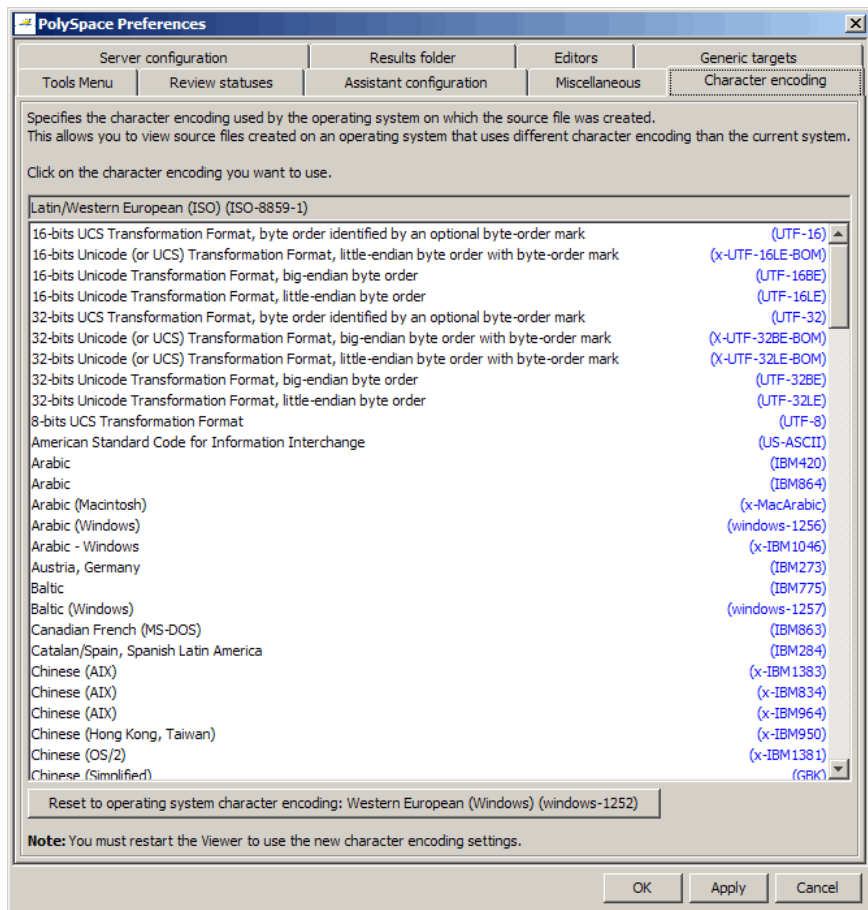 PolySpace Preferences
Server configuration Results folder Editors Generic targets
Tools Menu Review statuses Assistant configuration Miscellaneous Character encoding
Specifies the character encoding used by the operating system on which the source file was created.
This allows you to view source files created on an operating system that uses different character encoding than the current system.
Click on the character encoding you want to use.
Latin/Western European (ISO) (ISO-8859-1)
16-bits UCS Transformation Format, byte order identified by an optional byte-order mark (UTF-16)
16-bits Unicode (or UCS) Transformation Format, little-endian byte order with byte-order mark (x-UTF-16LE-BOM)
16-bits Unicode Transformation Format, big-endian byte order (UTF-16BE)
16-bits Unicode Transformation Format, little-endian byte order (UTF-16LE)
32-bits UCS Transformation Format, byte order identified by an optional byte-order mark (UTF-32)
32-bits Unicode (or UCS) Transformation Format, big-endian byte order with byte-order mark (X-UTF-32BE-BOM)
32-bits Unicode (or UCS) Transformation Format, little-endian byte order with byte-order mark (X-UTF-32LE-BOM)
32-bits Unicode Transformation Format, big-endian byte order (UTF-32BE)
32-bits Unicode Transformation Format, little-endian byte order (UTF-32LE)
8-bits UCS Transformation Format (UTF-8)
American Standard Code for Information Interchange (US-ASCII)
Arabic (IBM420)
Arabic (IBM864)
Arabic (Macintosh) (x-MacArabic)
Arabic (Windows) (windows-1256)
Arabic - Windows (x-IBM1046)
Austria, Germany (IBM273)
Baltic (IBM775)
Baltic (Windows) (windows-1257)
Canadian French (MS-DOS) (IBM863)
Catalan/Spain, Spanish Latin America (IBM284)
Chinese (AIX) (x-IBM1383)
Chinese (AIX) (x-IBM834)
Chinese (AIX) (x-IBM964)
Chinese (Hong Kong, Taiwan) (x-IBM950)
Chinese (OS/2) (x-IBM1381)
Chinese (Simplified) (GBK)
Reset to operating system character encoding: Western European (Windows) (windows-1252)
Note: You must restart the Viewer to use the new character encoding settings.
OK Apply Cancel